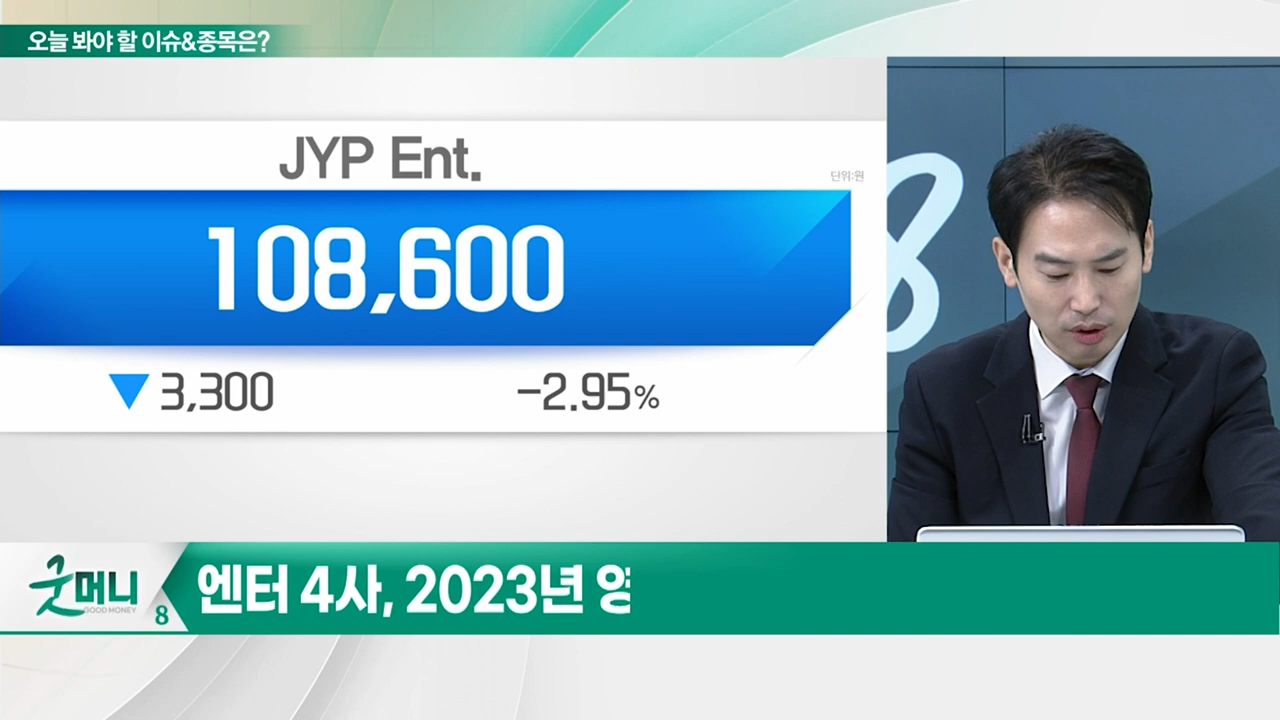 오늘 봐야 할 이슈&종목은?
JYP Ent.
단위:원
108,600
▼3,300 -2.95%
굿머니
GOOD MONEY
8
엔터 4사, 2023년
8